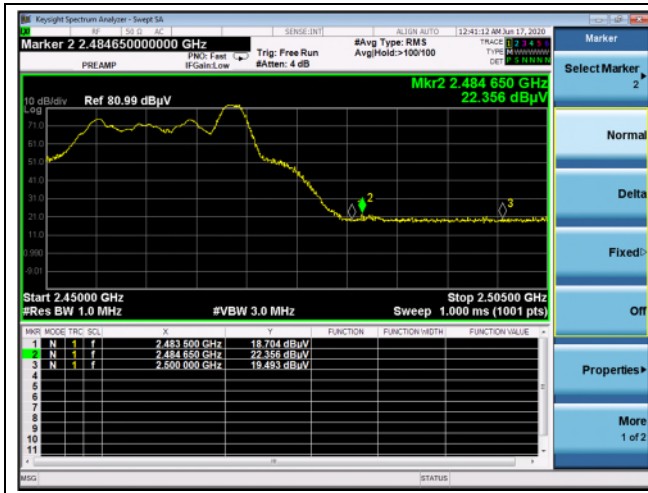 Keysight Spectrum Analyzer - Swept SA
RF 50 Ω AC SENSE:INT ALIGN AUTO 12:41:12 AM Jun 17, 2020
Marker 2 2.484650000000 GHz
PREAMP
PNO: Fast
IFGain:Low
Trig: Free Run
#Atten: 4 dB
#Avg Type: RMS
Avg|Hold:>100/100
TRACE 1 2 3 4 5
TYPE M
DET P S N N N N
Mkr2 2.484 650 GHz
22.356 dBµV
10 dB/div Ref 80.99 dBµV
Log
71.0
61.0
51.0
41.0
31.0
21.0
11.0
0.990
-9.01
2
3
Start 2.45000 GHz Stop 2.50500 GHz
#Res BW 1.0 MHz #VBW 3.0 MHz Sweep 1.000 ms (1001 pts)
MKR MODE TRC SCL X Y FUNCTION FUNCTION WIDTH FUNCTION VALUE
1 N 1 f 2.483 500 GHz 18.704 dBµV
2 N 1 f 2.484 650 GHz 22.356 dBµV
3 N 1 f 2.500 000 GHz 19.493 dBµV
4
5
6
7
8
9
10
11
MSG STATUS
Marker
Select Marker
2
Normal
Delta
Fixed
Off
Properties
More
1 of 2